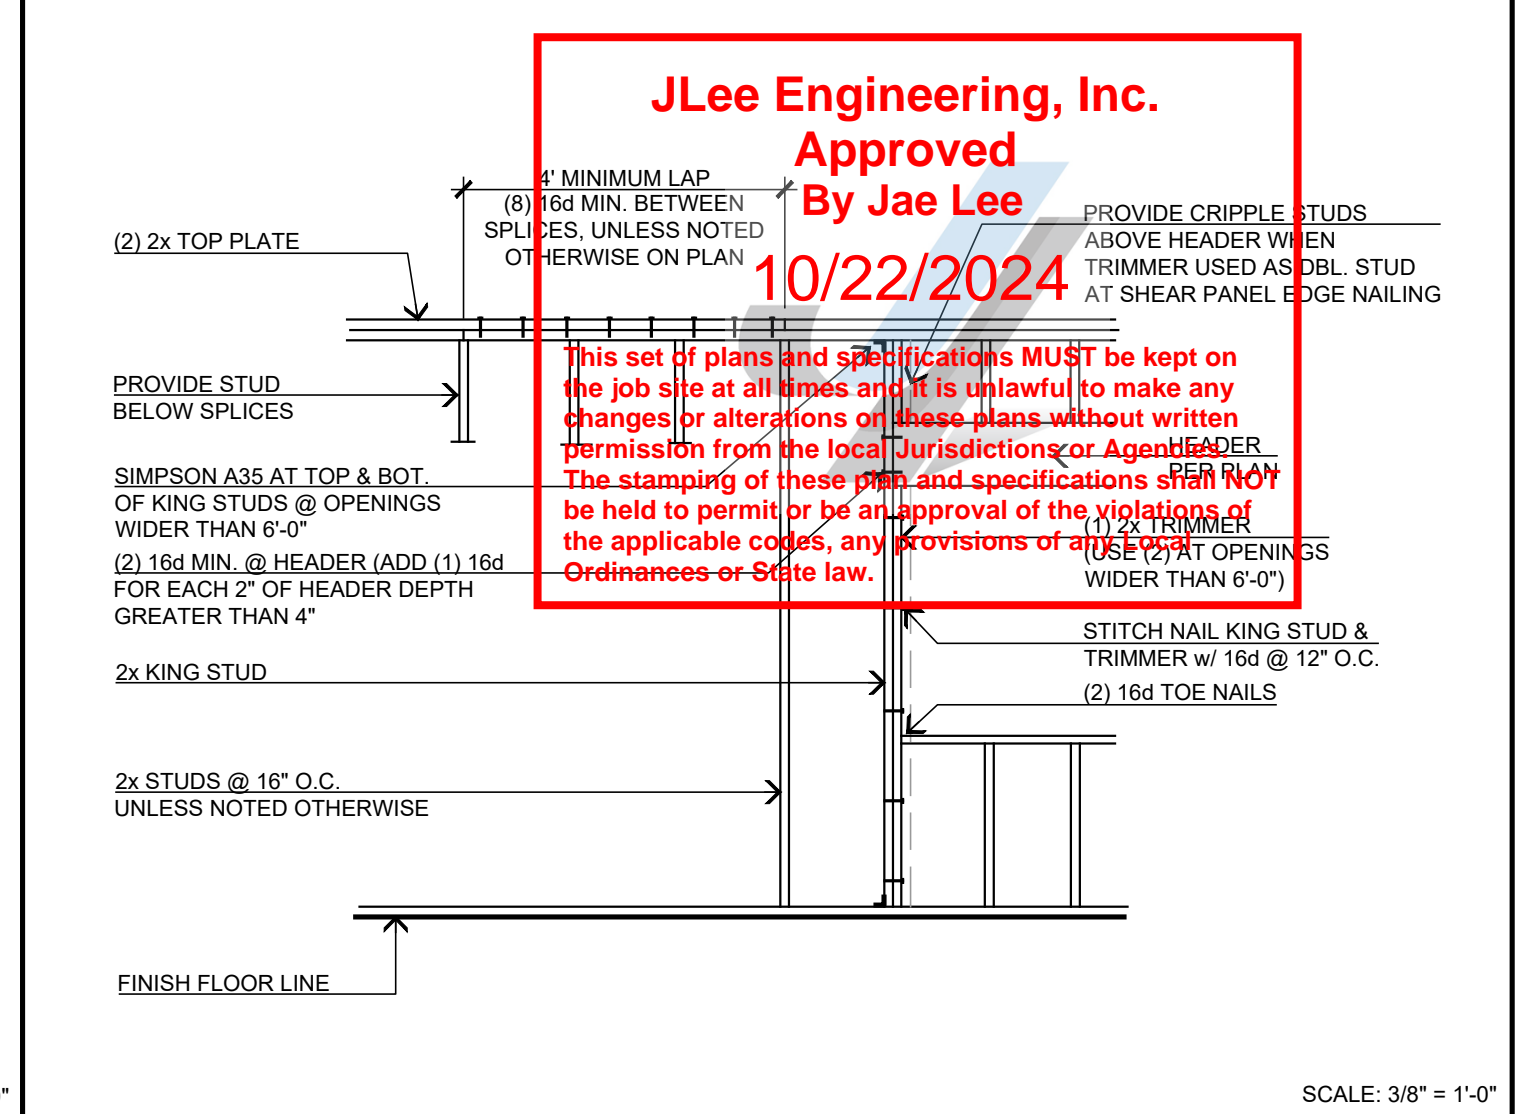 JLee Engineering, Inc.
Approved
By Jae Lee
10/22/2024
This set of plans and specifications MUST be kept on
the job site at all times and it is unlawful to make any
changes or alterations on these plans without written
permission from the local Jurisdictions or Agencies.
The stamping of these plan and specifications shall NOT
be held to permit or be an approval of the violations of
the applicable codes, any provisions of any Local
Ordinances or State law.
4' MINIMUM LAP
(8) 16d MIN. BETWEEN
SPLICES, UNLESS NOTED
OTHERWISE ON PLAN
(2) 2x TOP PLATE
PROVIDE STUD
BELOW SPLICES
SIMPSON A35 AT TOP & BOT.
OF KING STUDS @ OPENINGS
WIDER THAN 6'-0"
(2) 16d MIN. @ HEADER (ADD (1) 16d
FOR EACH 2" OF HEADER DEPTH
GREATER THAN 4"
2x KING STUD
2x STUDS @ 16" O.C.
UNLESS NOTED OTHERWISE
FINISH FLOOR LINE
PROVIDE CRIPPLE STUDS
ABOVE HEADER WHEN
TRIMMER USED AS DBL. STUD
AT SHEAR PANEL EDGE NAILING
HEADER
PER PLAN
(1) 2x TRIMMER
(USE (2) AT OPENINGS
WIDER THAN 6'-0")
STITCH NAIL KING STUD &
TRIMMER w/ 16d @ 12" O.C.
(2) 16d TOE NAILS
SCALE: 3/8" = 1'-0"